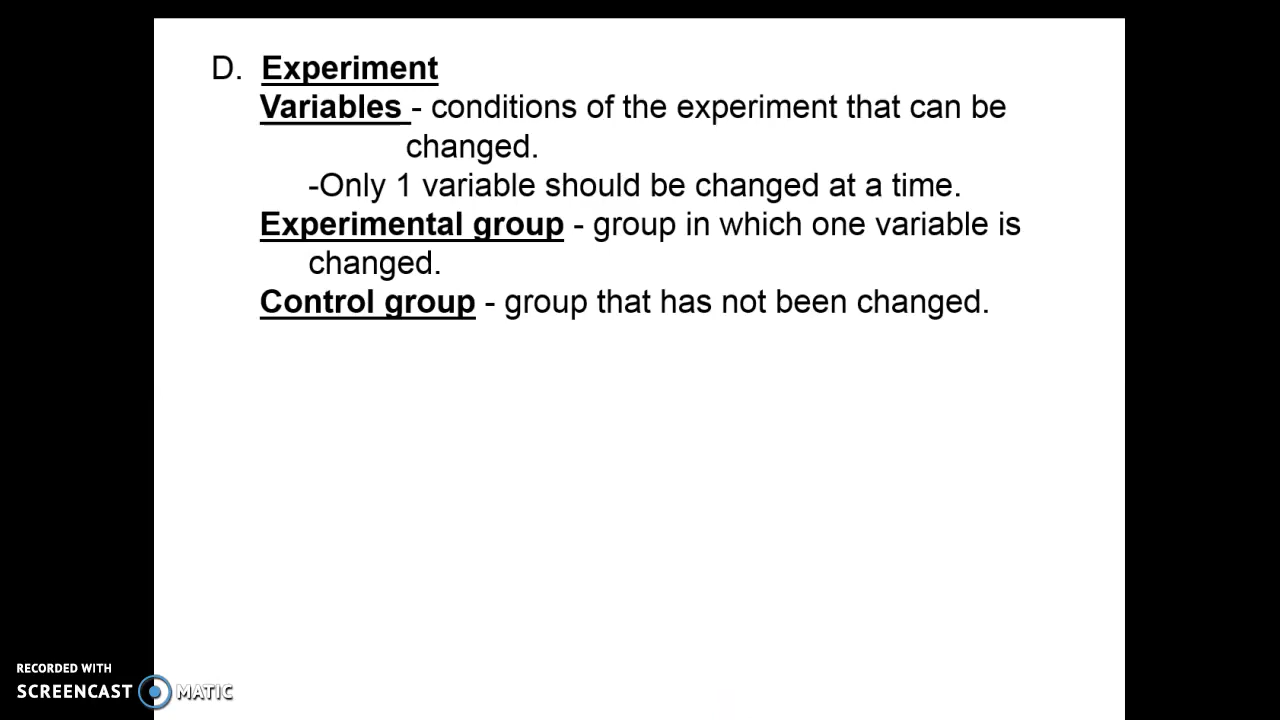 D. Experiment
Variables - conditions of the experiment that can be
changed.
-Only 1 variable should be changed at a time.
Experimental group - group in which one variable is
changed.
Control group - group that has not been changed.
RECORDED WITH
SCREENCAST MATIC